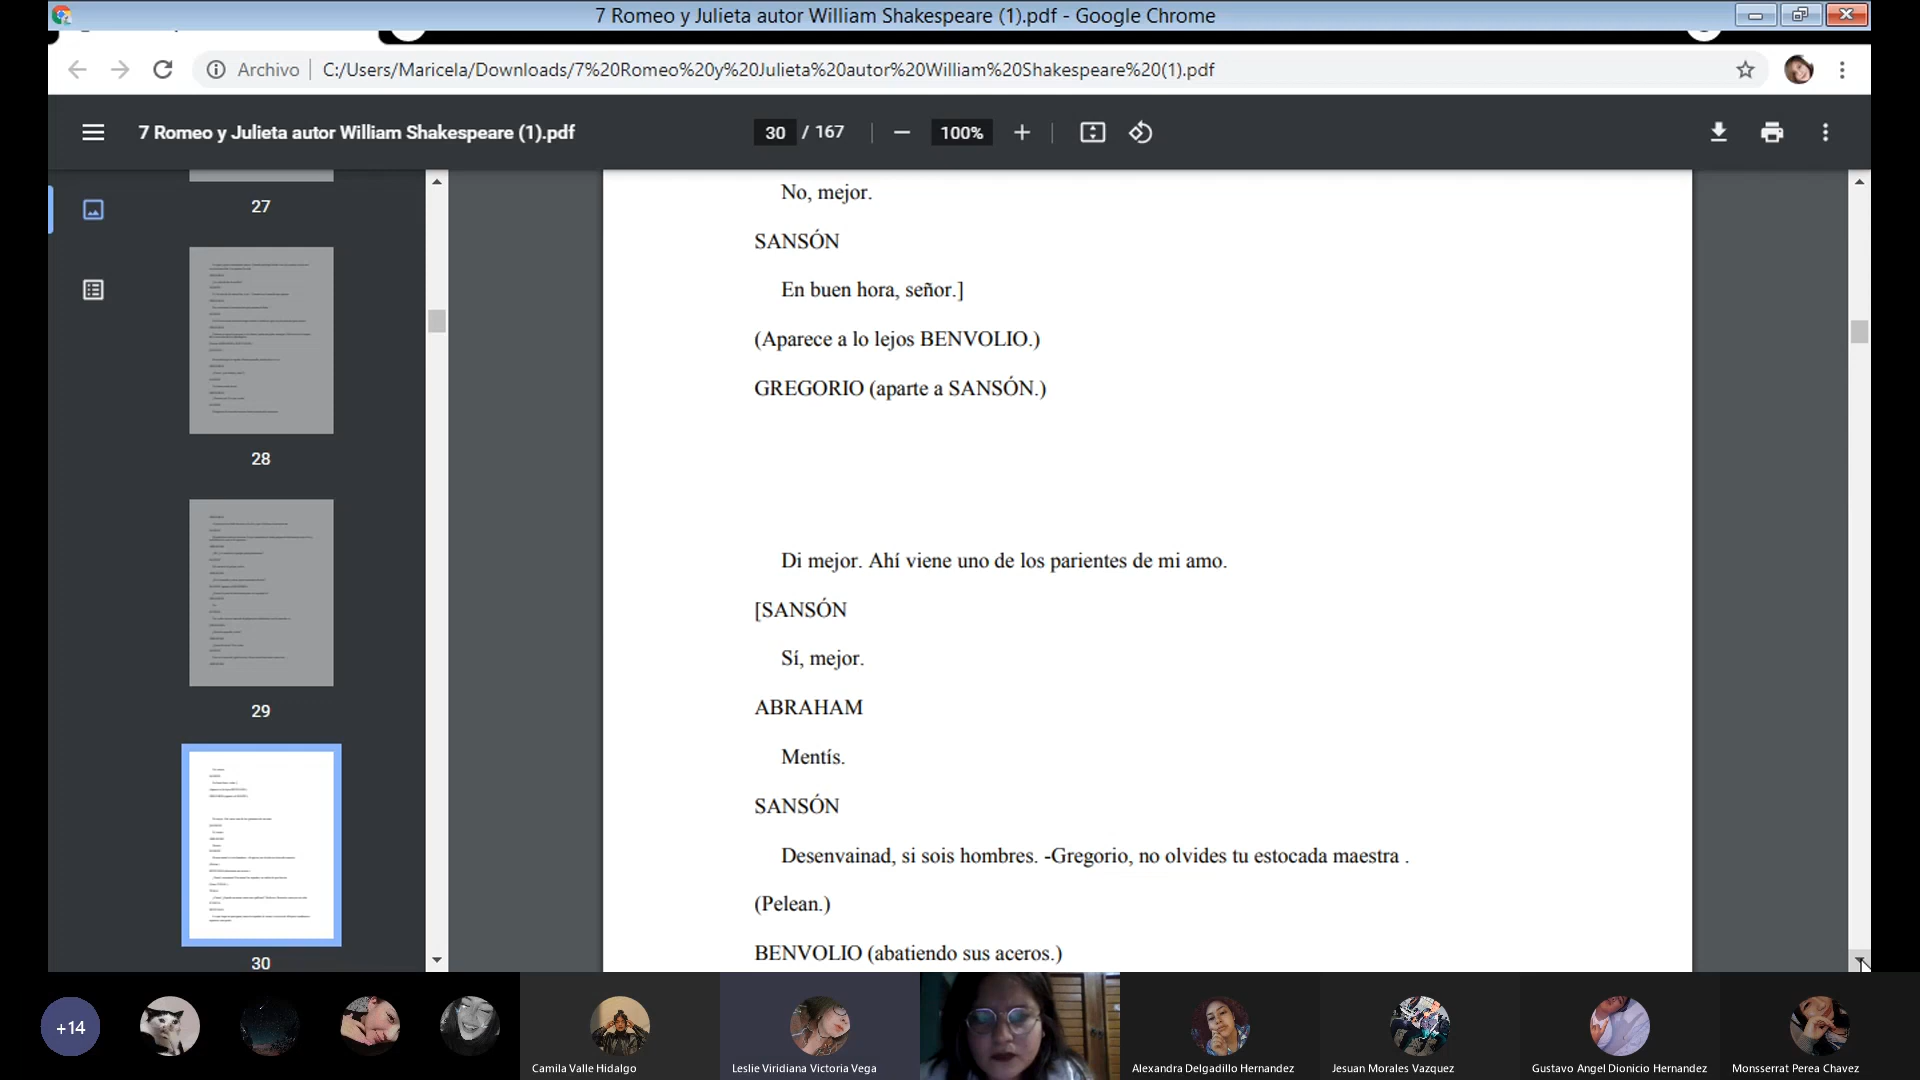 7 Romeo y Julieta autor William Shakespeare (1).pdf - Google Chrome
Archivo | C:/Users/Maricela/Downloads/7%20Romeo%20y%20Julieta%20autor%20William%20Shakespeare%20(1).pdf
7 Romeo y Julieta autor William Shakespeare (1).pdf
30 / 167
100%
27
28
29
30
No, mejor.
SANSÓN
En buen hora, señor.]
(Aparece a lo lejos BENVOLIO.)
GREGORIO (aparte a SANSÓN.)
Di mejor. Ahí viene uno de los parientes de mi amo.
[SANSÓN
Sí, mejor.
ABRAHAM
Mentís.
SANSÓN
Desenvainad, si sois hombres. -Gregorio, no olvides tu estocada maestra .
(Pelean.)
BENVOLIO (abatiendo sus aceros.)
+14
Camila Valle Hidalgo
Leslie Viridiana Victoria Vega
Alexandra Delgadillo Hernandez
Jesuan Morales Vazquez
Gustavo Angel Dionicio Hernandez
Monsserrat Perea Chavez